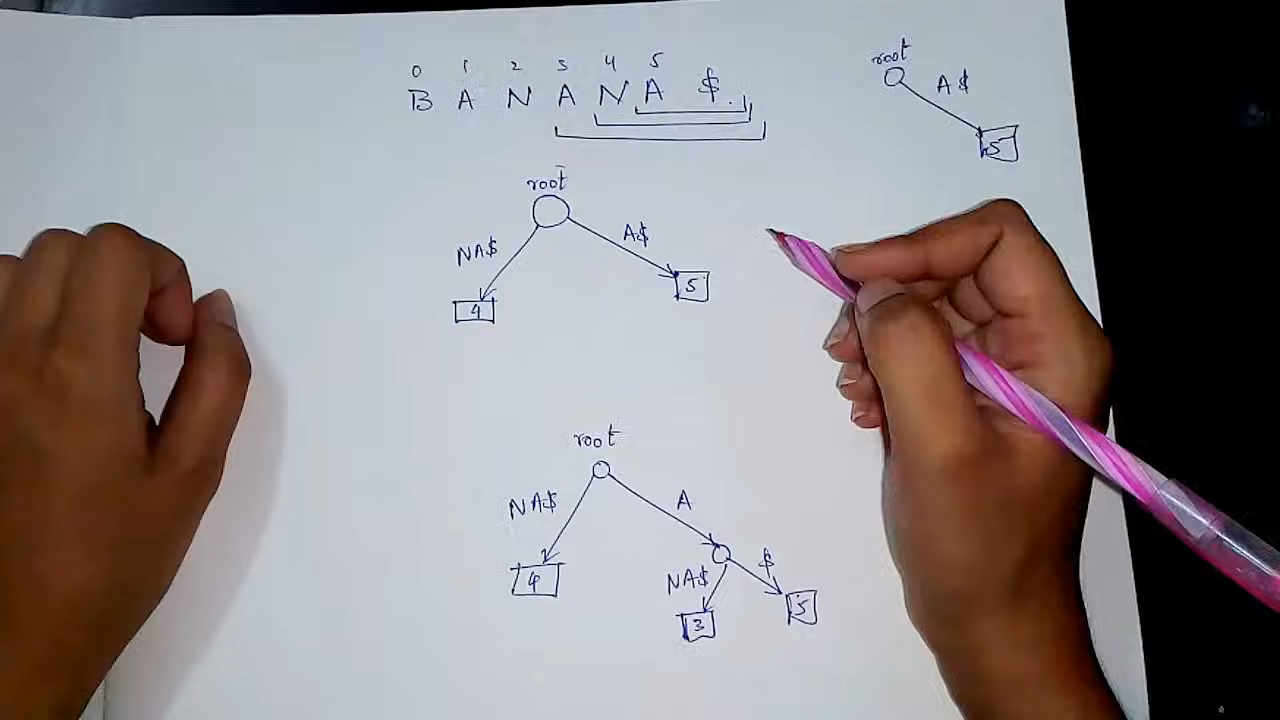 0 1 2 3 4 5
B A N A N A $
root
A $
5
root
NA$ A$
4 5
root
NA$ A
NA$ $
4 3 5